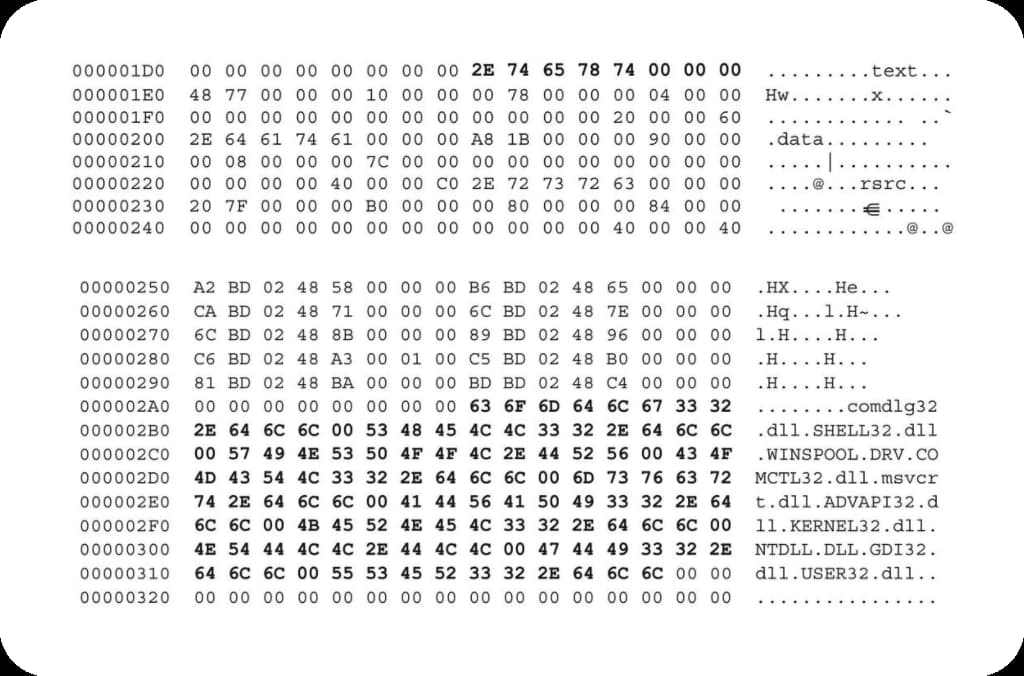 000001D0 00 00 00 00 00 00 00 00 2E 74 65 78 74 00 00 00 .........text...
000001E0 48 77 00 00 00 10 00 00 00 78 00 00 00 04 00 00 Hw.......x......
000001F0 00 00 00 00 00 00 00 00 00 00 00 00 20 00 00 60 ............ ..`
00000200 2E 64 61 74 61 00 00 00 A8 1B 00 00 00 90 00 00 .data.........
00000210 00 08 00 00 00 7C 00 00 00 00 00 00 00 00 00 00 .....|..........
00000220 00 00 00 00 40 00 00 C0 2E 72 73 72 63 00 00 00 ....@...rsrc...
00000230 20 7F 00 00 00 B0 00 00 00 80 00 00 00 84 00 00 .......€.....
00000240 00 00 00 00 00 00 00 00 00 00 00 00 40 00 00 40 ............@..@
00000250 A2 BD 02 48 58 00 00 00 B6 BD 02 48 65 00 00 00 .HX....He...
00000260 CA BD 02 48 71 00 00 00 6C BD 02 48 7E 00 00 00 .Hq...l.H~...
00000270 6C BD 02 48 8B 00 00 00 89 BD 02 48 96 00 00 00 l.H....H...
00000280 C6 BD 02 48 A3 00 01 00 C5 BD 02 48 B0 00 00 00 .H....H...
00000290 81 BD 02 48 BA 00 00 00 BD BD 02 48 C4 00 00 00 .H....H...
000002A0 00 00 00 00 00 00 00 00 63 6F 6D 64 6C 67 33 32 ........comdlg32
000002B0 2E 64 6C 6C 00 53 48 45 4C 4C 33 32 2E 64 6C 6C .dll.SHELL32.dll
000002C0 00 57 49 4E 53 50 4F 4F 4C 2E 44 52 56 00 43 4F .WINSPOOL.DRV.CO
000002D0 4D 43 54 4C 33 32 2E 64 6C 6C 00 6D 73 76 63 72 MCTL32.dll.msvcr
000002E0 74 2E 64 6C 6C 00 41 44 56 41 50 49 33 32 2E 64 t.dll.ADVAPI32.d
000002F0 6C 6C 00 4B 45 52 4E 45 4C 33 32 2E 64 6C 6C 00 ll.KERNEL32.dll.
00000300 4E 54 44 4C 4C 2E 44 4C 4C 00 47 44 49 33 32 2E NTDLL.DLL.GDI32.
00000310 64 6C 6C 00 55 53 45 52 33 32 2E 64 6C 6C 00 00 dll.USER32.dll..
00000320 00 00 00 00 00 00 00 00 00 00 00 00 00 00 00 00 ................